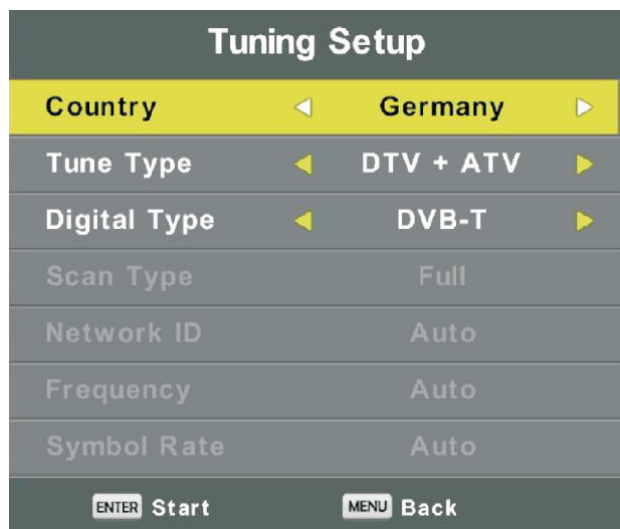 Tuning Setup
Country Germany
Tune Type DTV + ATV
Digital Type DVB-T
Scan Type Full
Network ID Auto
Frequency Auto
Symbol Rate Auto
ENTER Start MENU Back